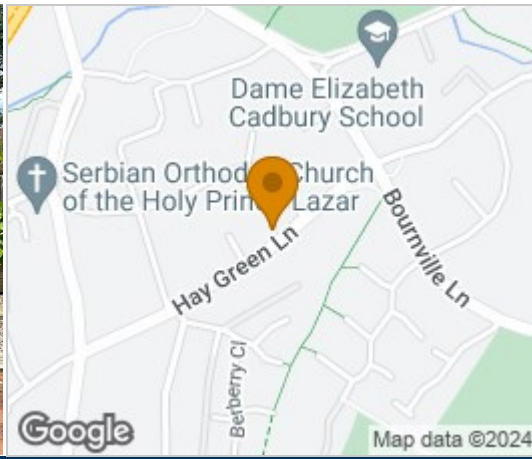 Dame Elizabeth
Cadbury School
Serbian Orthodox Church
of the Holy Prince Lazar
Hay Green Ln
Bournville Ln
Berberry Cl
Google
Map data ©2024